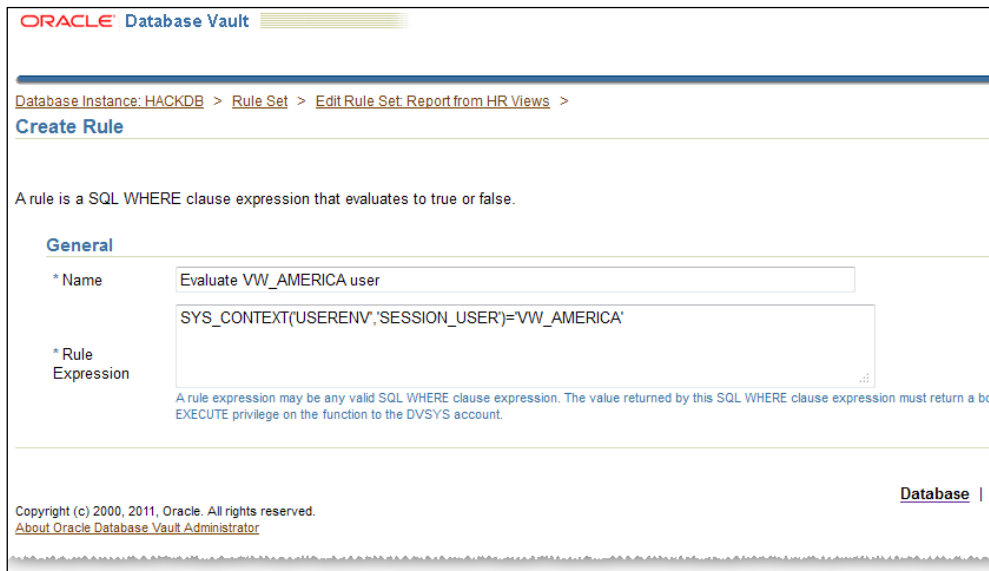 ORACLE Database Vault
Database Instance: HACKDB > Rule Set > Edit Rule Set: Report from HR Views >
Create Rule
A rule is a SQL WHERE clause expression that evaluates to true or false.
General
* Name
Evaluate VW_AMERICA user
SYS_CONTEXT('USERENV','SESSION_USER')='VW_AMERICA'
* Rule
Expression
A rule expression may be any valid SQL WHERE clause expression. The value returned by this SQL WHERE clause expression must return a bo
EXECUTE privilege on the function to the DVSYS account.
Database |
Copyright (c) 2000, 2011, Oracle. All rights reserved.
About Oracle Database Vault Administrator